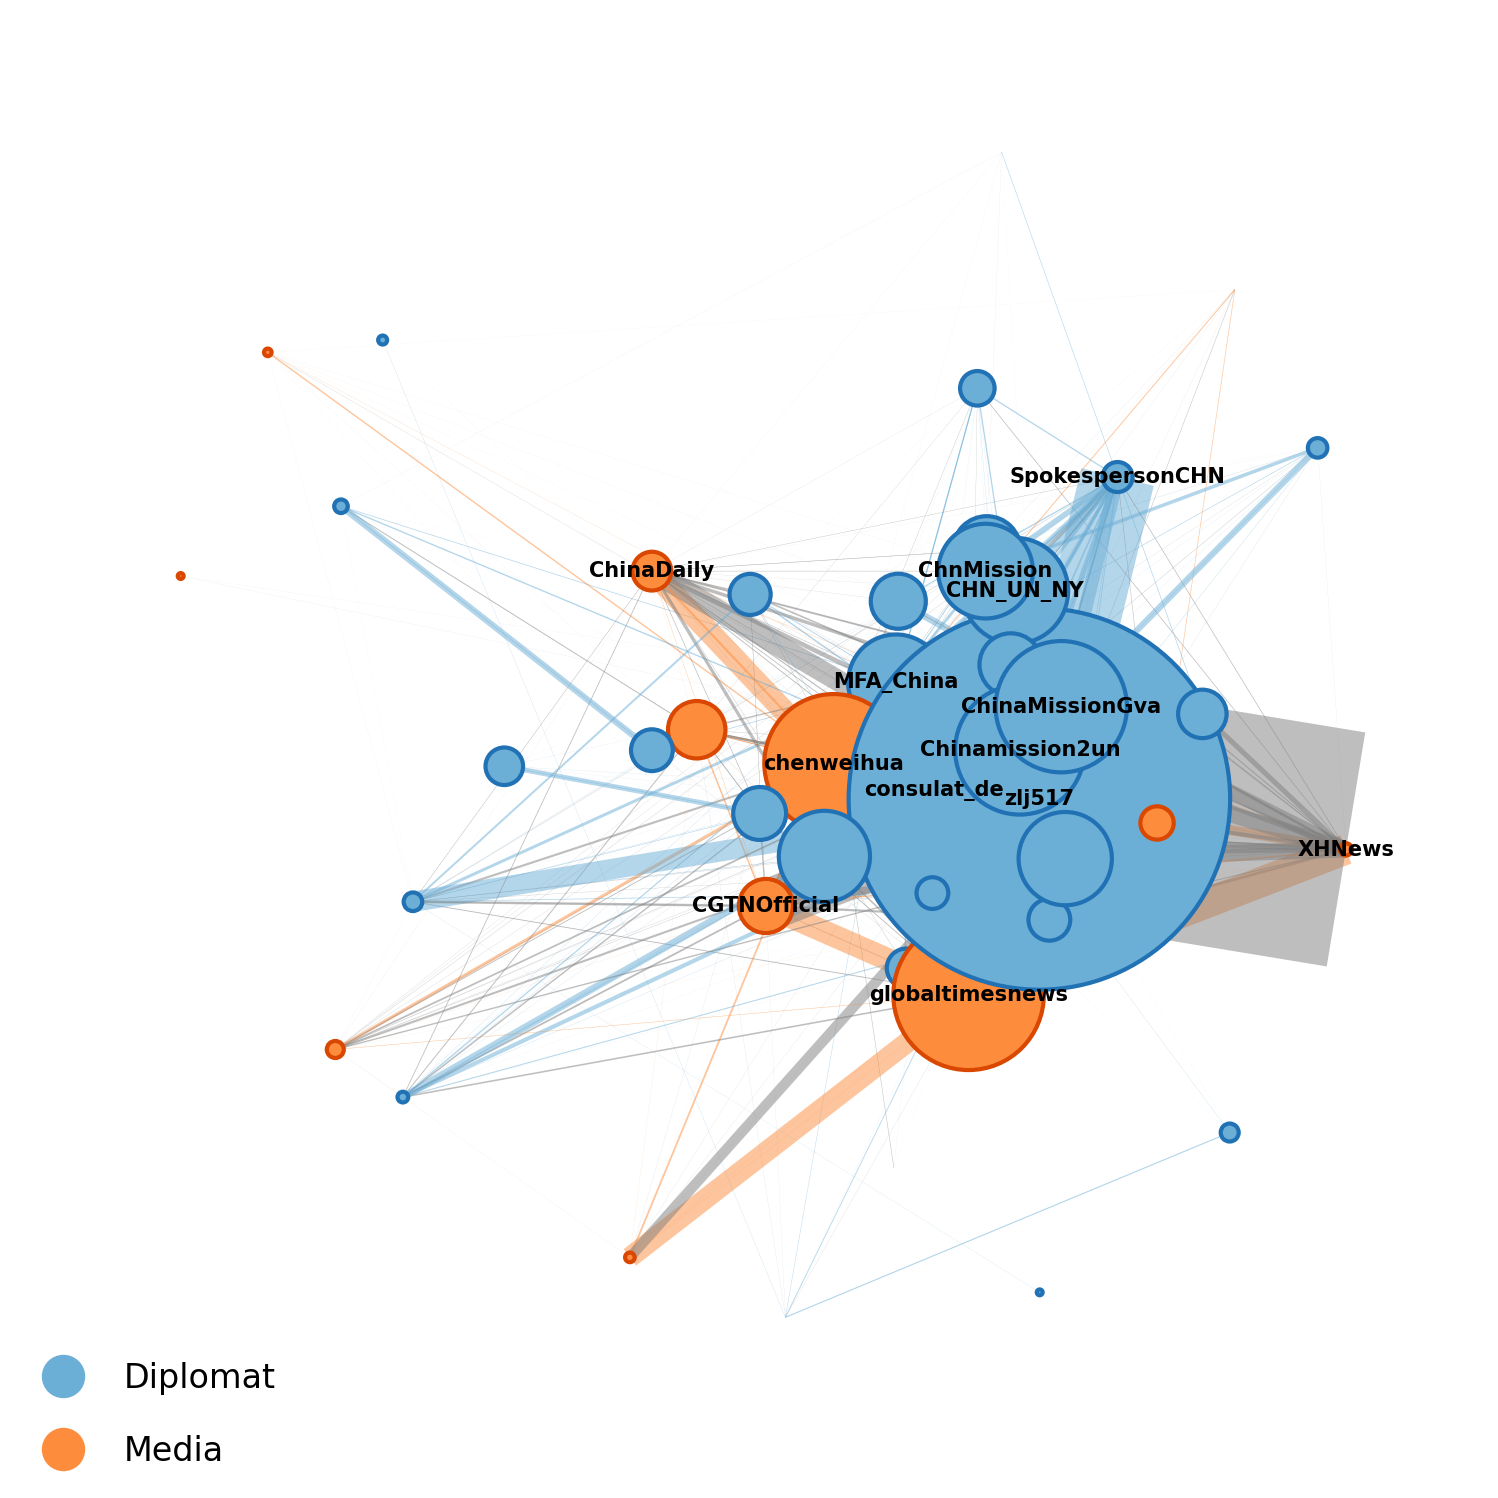 SpokespersonCHN
ChinaDaily
ChnMission
CHN_UN_NY
MFA_China
ChinaMissionGva
Chinamission2un
chenweihua
consulat_de
zlj517
XHNews
CGTNOfficial
globaltimesnews
Diplomat
Media